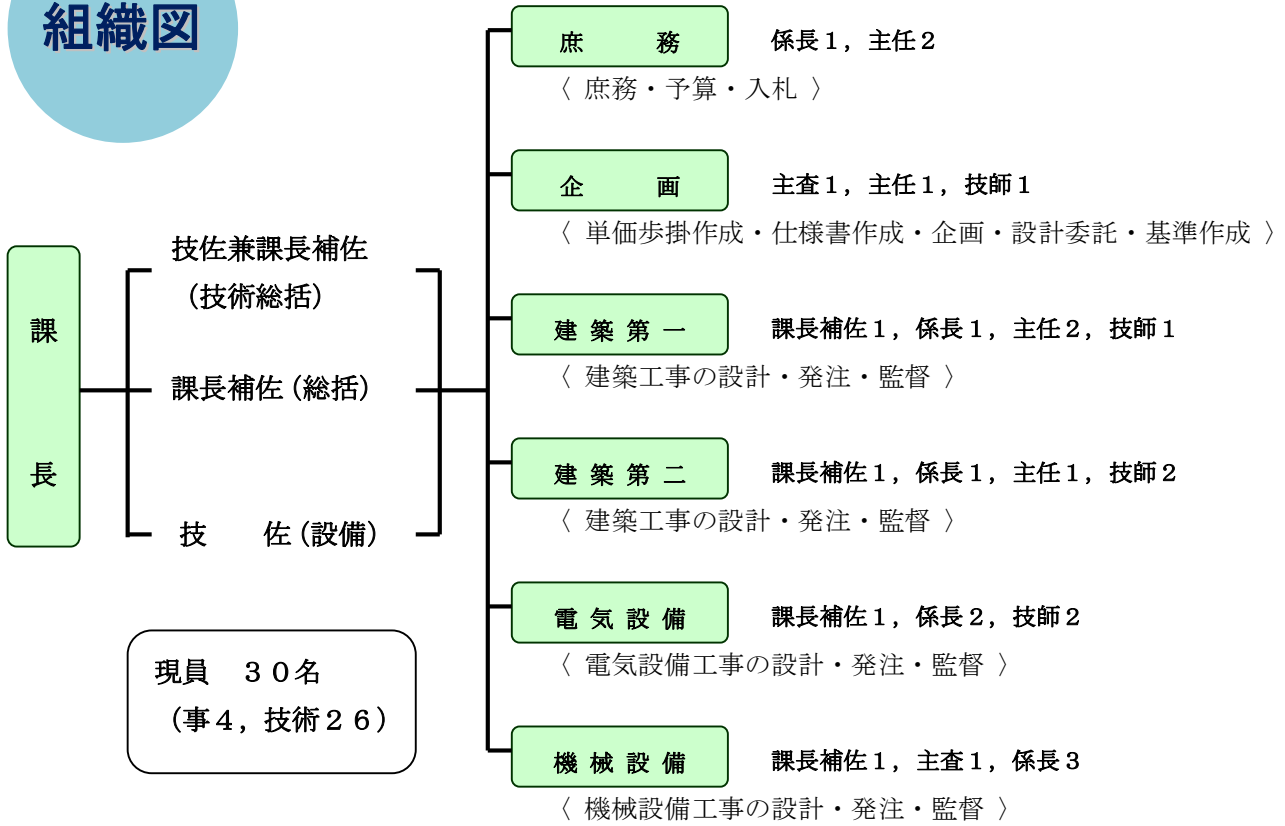 組織図
課長
技佐兼課長補佐
（技術総括）
課長補佐（総括）
技　佐（設備）
現員　３０名
（事４，技術２６）
庶　務　係長１，主任２
〈 庶務・予算・入札 〉
企　画　主査１，主任１，技師１
〈 単価歩掛作成・仕様書作成・企画・設計委託・基準作成 〉
建築第一　課長補佐１，係長１，主任２，技師１
〈 建築工事の設計・発注・監督 〉
建築第二　課長補佐１，係長１，主任１，技師２
〈 建築工事の設計・発注・監督 〉
電気設備　課長補佐１，係長２，技師２
〈 電気設備工事の設計・発注・監督 〉
機械設備　課長補佐１，主査１，係長３
〈 機械設備工事の設計・発注・監督 〉